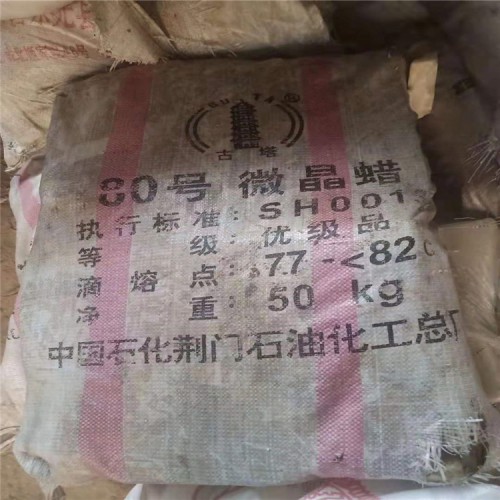 GU TA ®
古塔
80号 微晶蜡
执行标准:SH001
等级:优级品
滴熔点:77-<82
净重:50 kg
中国石化荆门石油化工总